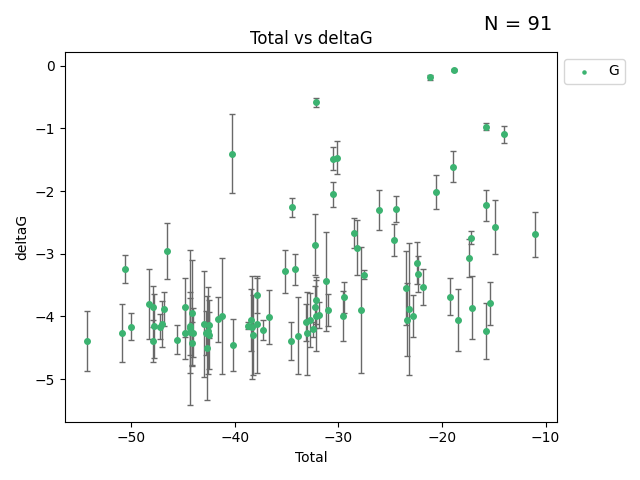 N = 91
Total vs deltaG
G
deltaG
0
−1
−2
−3
−4
−5
−50 −40 −30 −20 −10
Total